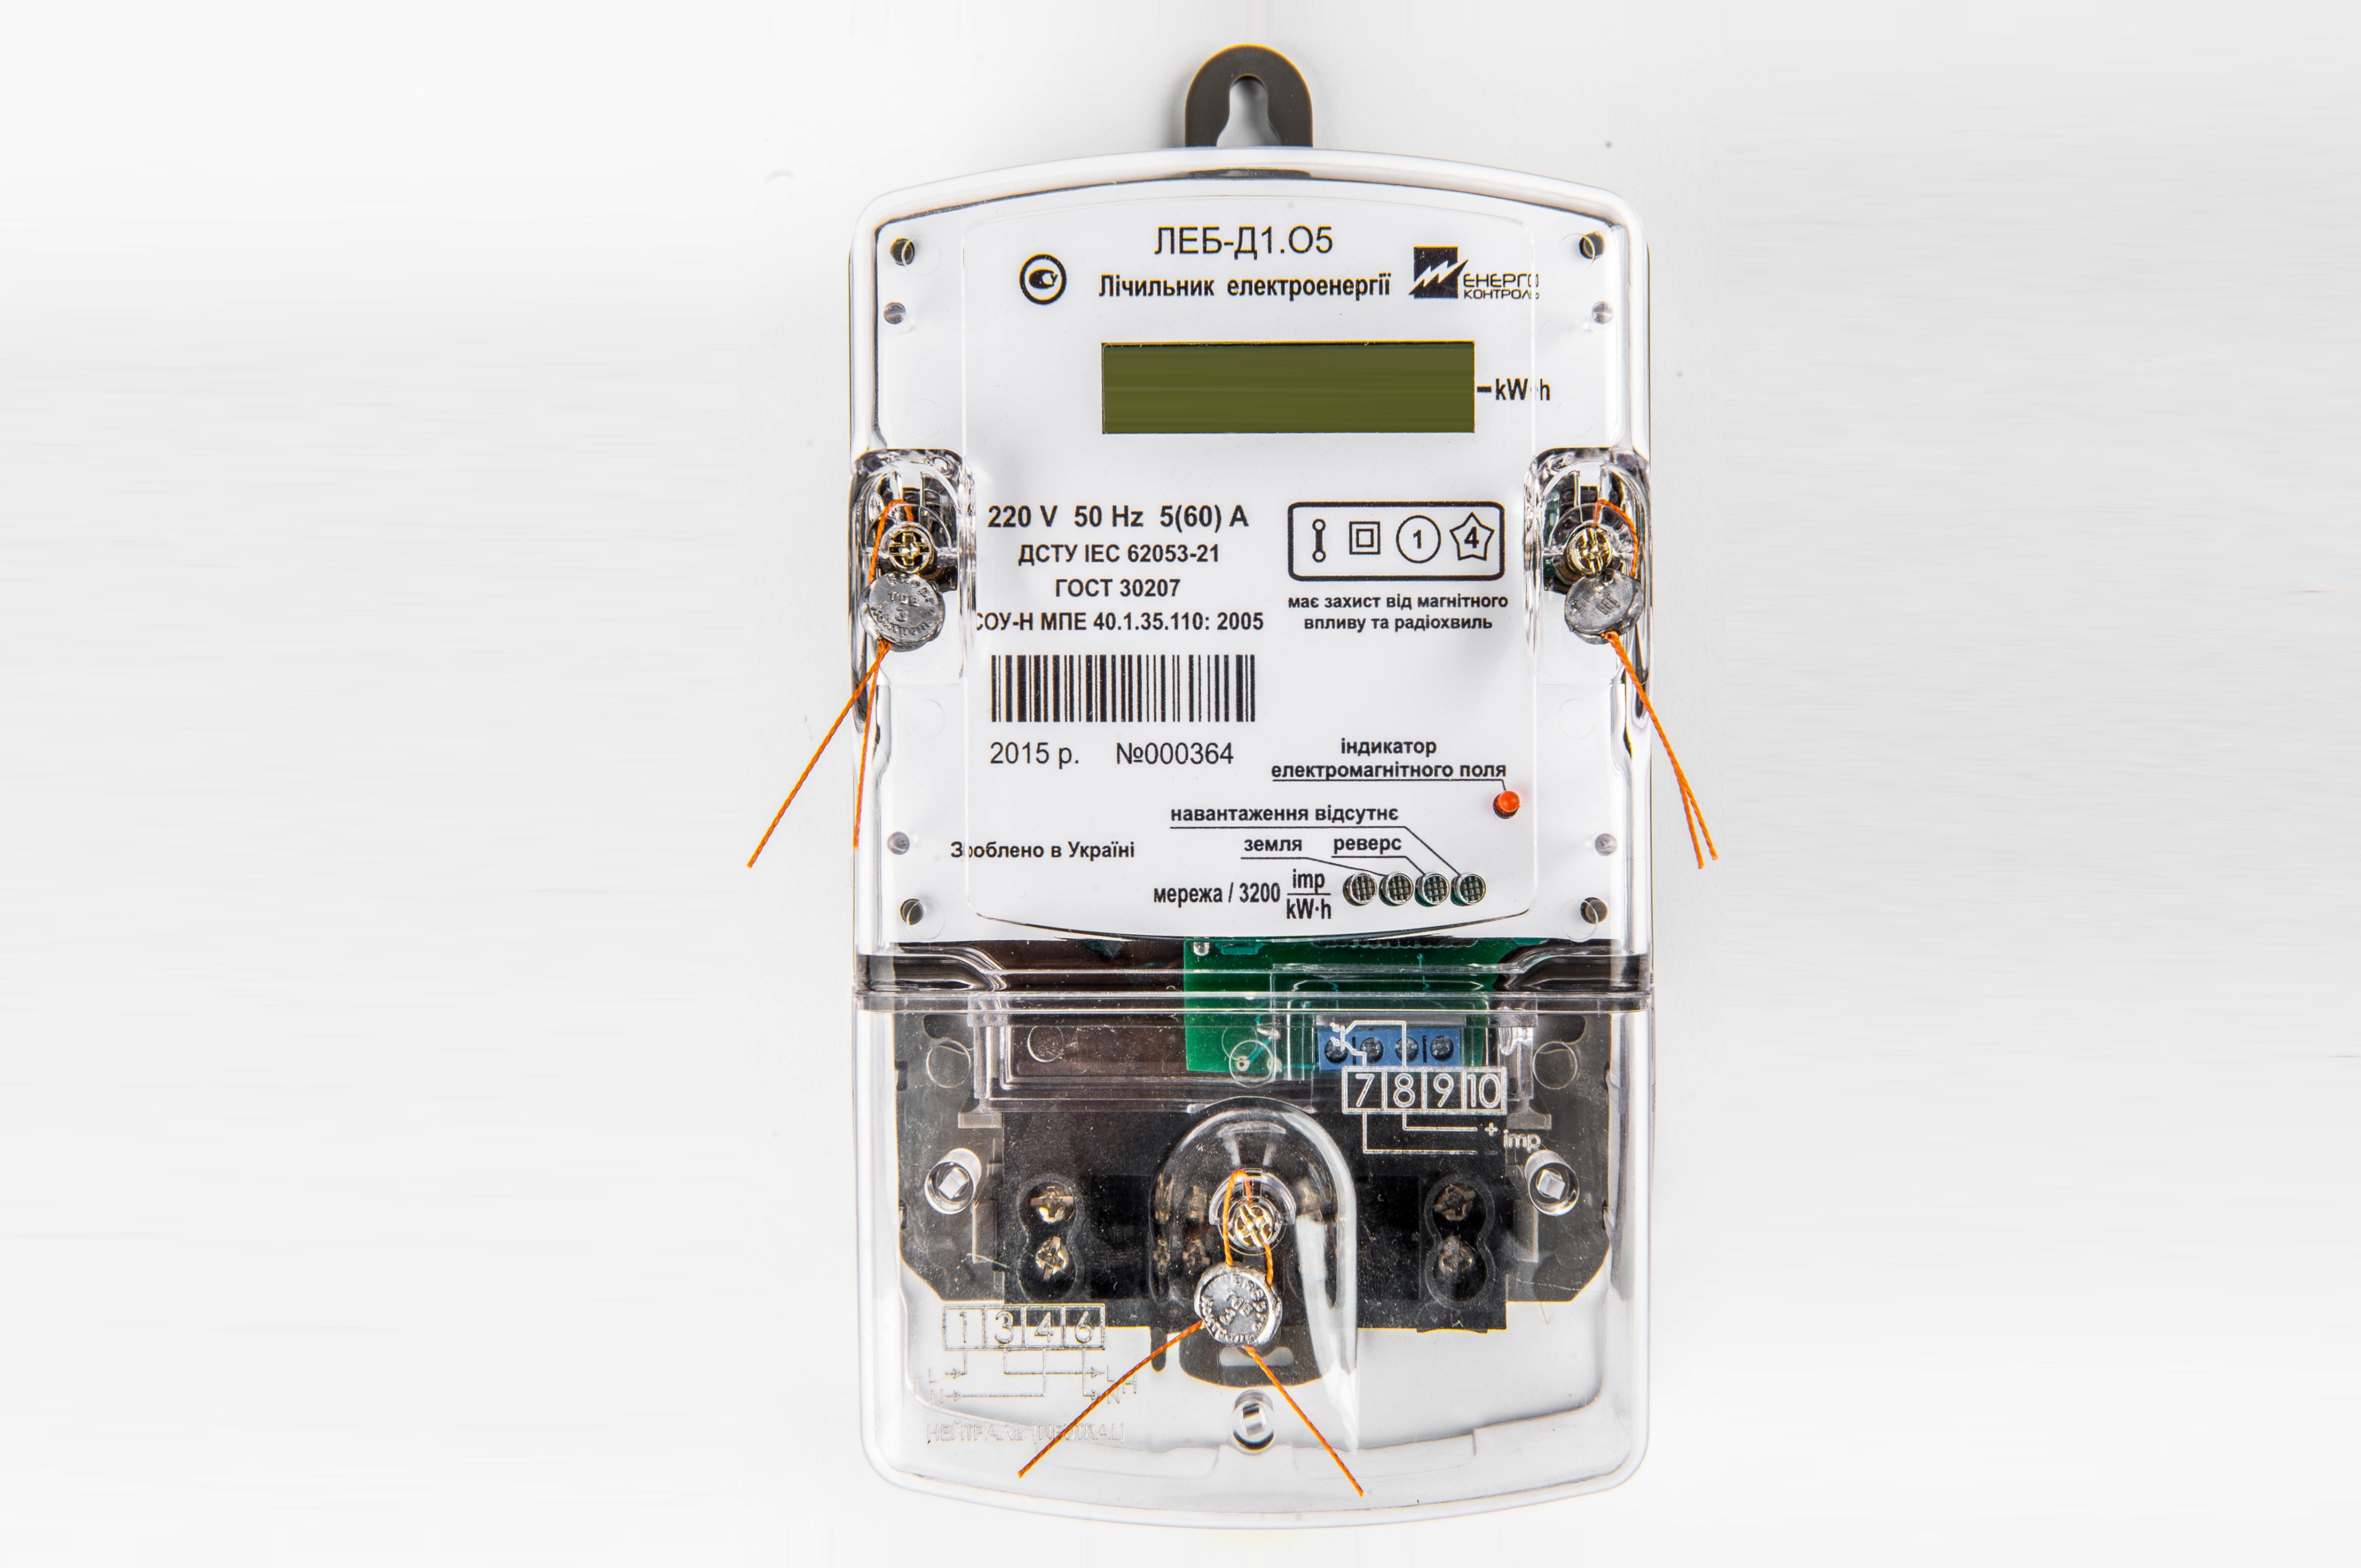 ЛЕБ-Д1.О5
Лічильник електроенергії
ЕНЕРГО
КОНТРОЛЬ
kW·h
220 V 50 Hz 5(60) A
ДСТУ IEC 62053-21
ГОСТ 30207
СОУ-Н МПЕ 40.1.35.110: 2005
1 4
має захист від магнітного
впливу та радіохвиль
2015 р. №000364
індикатор
електромагнітного поля
навантаження відсутнє
земля реверс
Зроблено в Україні
мережа / 3200 imp
kW·h
7 8 9 10
+ imp
-
1 3 4 6
L L
N N
НЕЙТРАЛЬ (NEUTRAL)